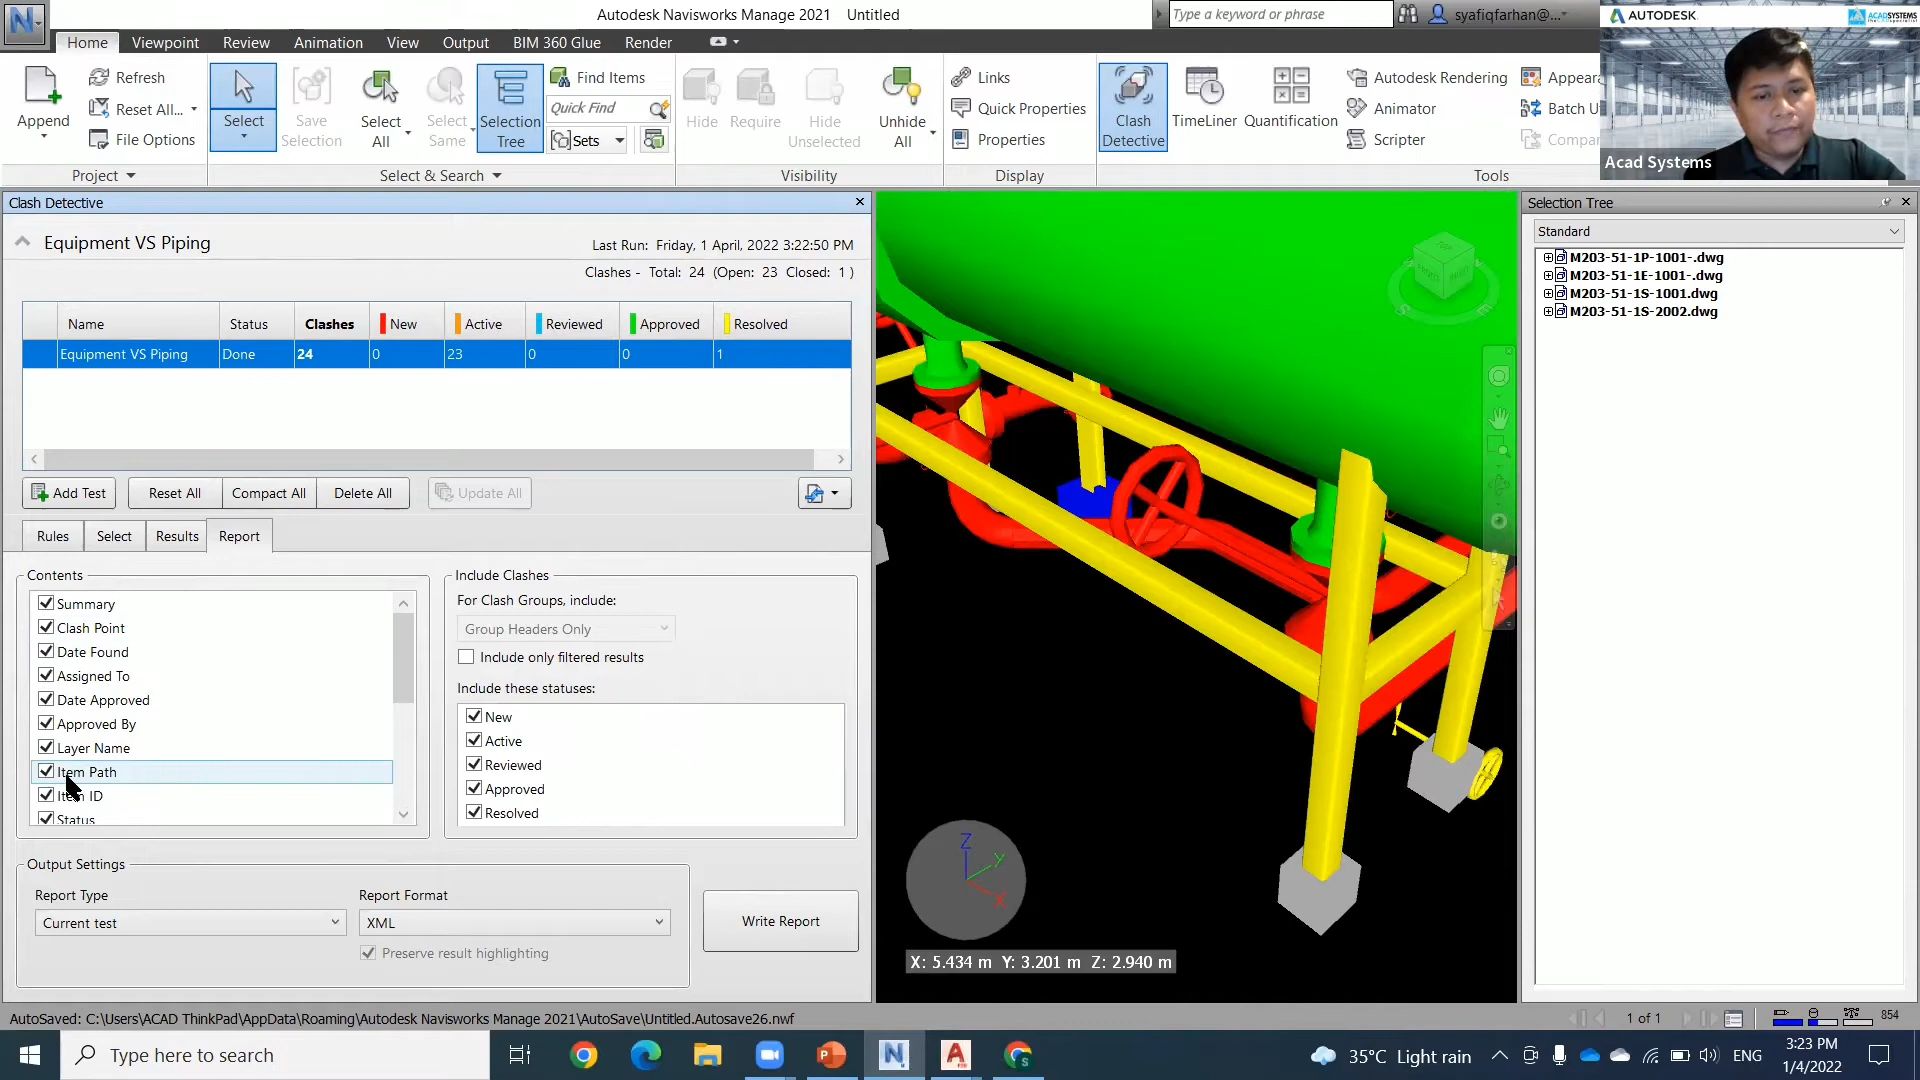 Autodesk Navisworks Manage 2021 Untitled
Type a keyword or phrase
syafiqfarhan@...
AUTODESK
ACADSYSTEMS
Home Viewpoint Review Animation View Output BIM 360 Glue Render
Append
Refresh
Reset All...
File Options
Project
Select
Save Selection
Select All
Select Same
Selection Tree
Find Items
Quick Find
Sets
Select & Search
Hide
Require
Hide Unselected
Unhide All
Visibility
Links
Quick Properties
Properties
Display
Clash Detective
TimeLiner
Quantification
Autodesk Rendering
Animator
Scripter
Appeara
Batch U
Compar
Tools
Acad Systems
Clash Detective
Equipment VS Piping
Last Run: Friday, 1 April, 2022 3:22:50 PM
Clashes - Total: 24 (Open: 23 Closed: 1 )
Name Status Clashes New Active Reviewed Approved Resolved
Equipment VS Piping Done 24 0 23 0 0 1
Add Test Reset All Compact All Delete All Update All
Rules Select Results Report
Contents
Summary
Clash Point
Date Found
Assigned To
Date Approved
Approved By
Layer Name
Item Path
Item ID
Status
Include Clashes
For Clash Groups, include:
Group Headers Only
Include only filtered results
Include these statuses:
New
Active
Reviewed
Approved
Resolved
Output Settings
Report Type
Current test
Report Format
XML
Preserve result highlighting
Write Report
Z
Y
X
X: 5.434 m Y: 3.201 m Z: 2.940 m
Selection Tree
Standard
M203-51-1P-1001-.dwg
M203-51-1E-1001-.dwg
M203-51-1S-1001.dwg
M203-51-1S-2002.dwg
AutoSaved: C:\Users\ACAD ThinkPad\AppData\Roaming\Autodesk Navisworks Manage 2021\AutoSave\Untitled.Autosave26.nwf
1 of 1
854
Type here to search
35°C Light rain
ENG
3:23 PM
1/4/2022